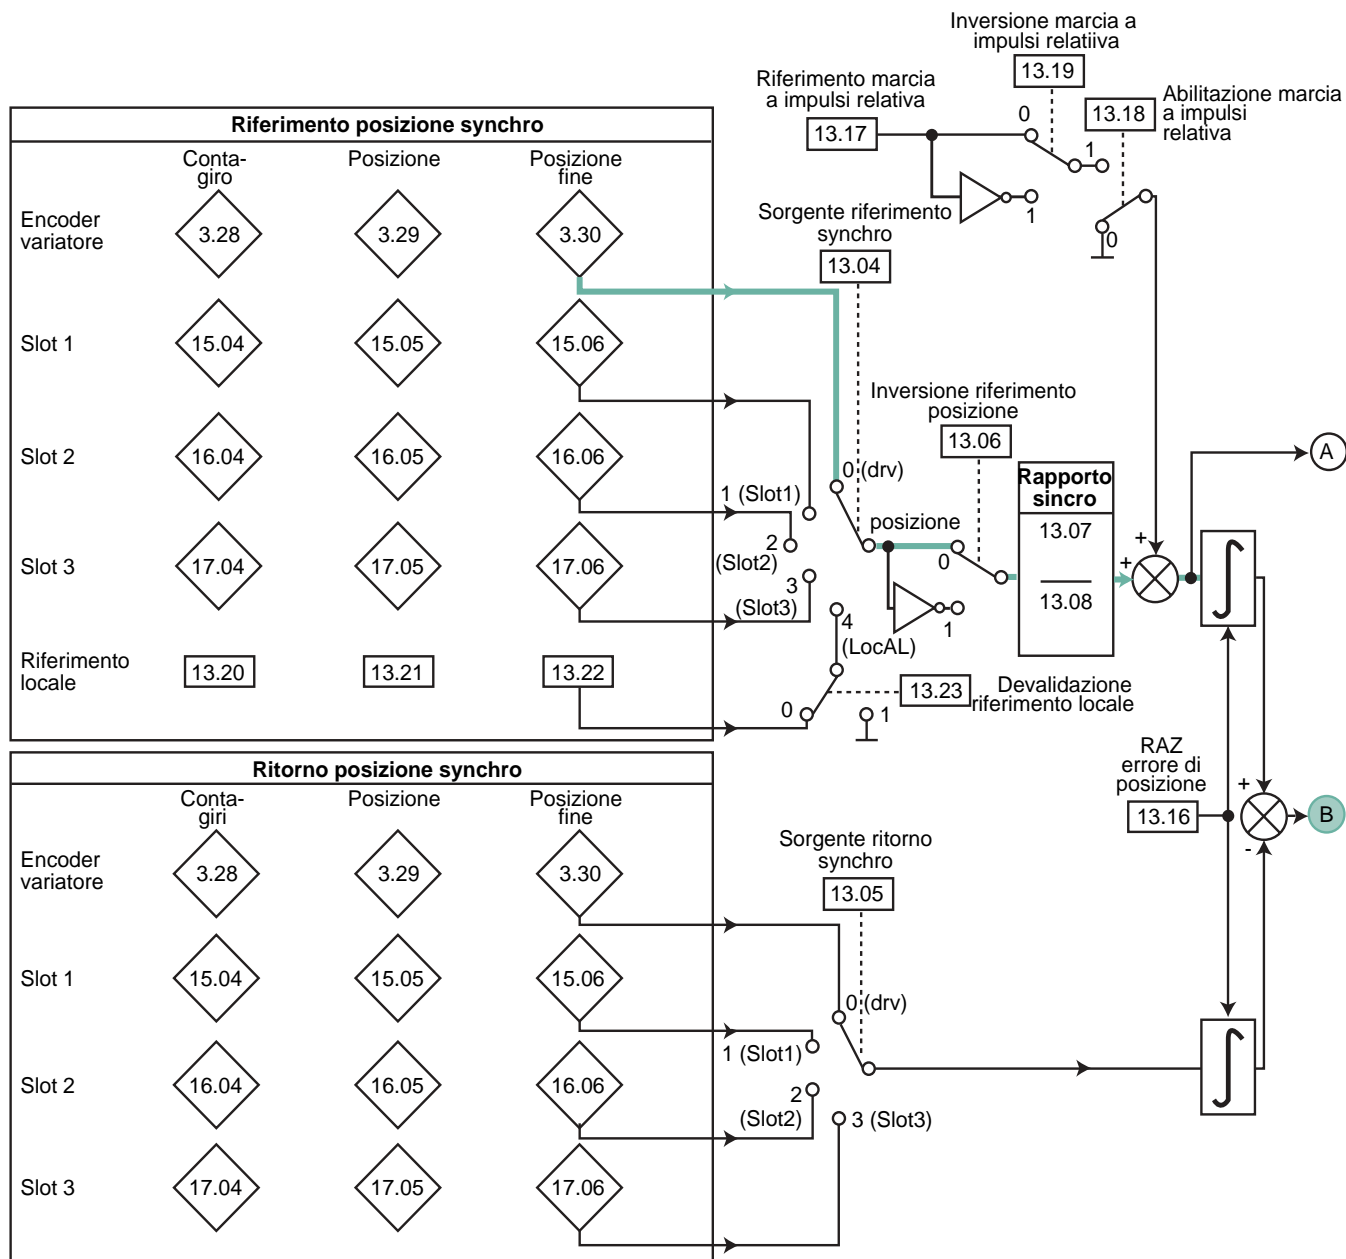 Inversione marcia a
impulsi relatiiva
13.19
Riferimento marcia
a impulsi relativa
13.17
0
1
13.18
Abilitazione marcia
a impulsi
relativa
1
0
Riferimento posizione synchro
Conta-
giro
Posizione
Posizione
fine
Encoder
variatore
3.28
3.29
3.30
Slot 1
15.04
15.05
15.06
Slot 2
16.04
16.05
16.06
Slot 3
17.04
17.05
17.06
Riferimento
locale
13.20
13.21
13.22
Sorgente riferimento
synchro
13.04
0 (drv)
1 (Slot1)
2
(Slot2)
3
(Slot3)
4
(LocAL)
posizione
Inversione riferimento
posizione
13.06
0
1
Rapporto
sincro
13.07
13.08
+
+
A
0
1
13.23
Devalidazione
riferimento locale
RAZ
errore di
posizione
13.16
+
-
B
Ritorno posizione synchro
Conta-
giri
Posizione
Posizione
fine
Encoder
variatore
3.28
3.29
3.30
Slot 1
15.04
15.05
15.06
Slot 2
16.04
16.05
16.06
Slot 3
17.04
17.05
17.06
Sorgente ritorno
synchro
13.05
0 (drv)
1 (Slot1)
2
(Slot2)
3 (Slot3)